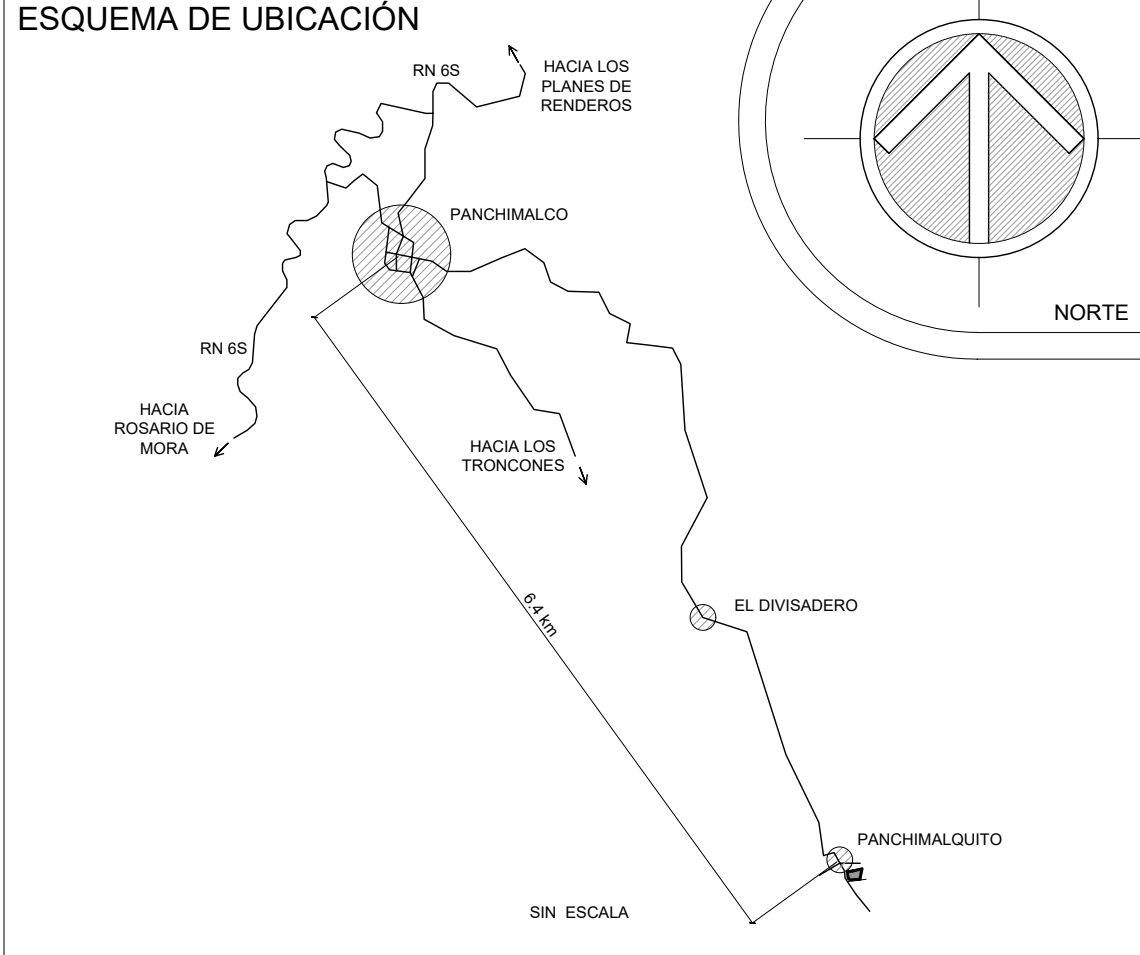 ESQUEMA DE UBICACIÓN
RN 6S
HACIA LOS
PLANES DE
RENDEROS
PANCHIMALCO
NORTE
RN 6S
HACIA
ROSARIO DE
MORA
HACIA LOS
TRONCONES
6.4 km
EL DIVISADERO
PANCHIMALQUITO
SIN ESCALA